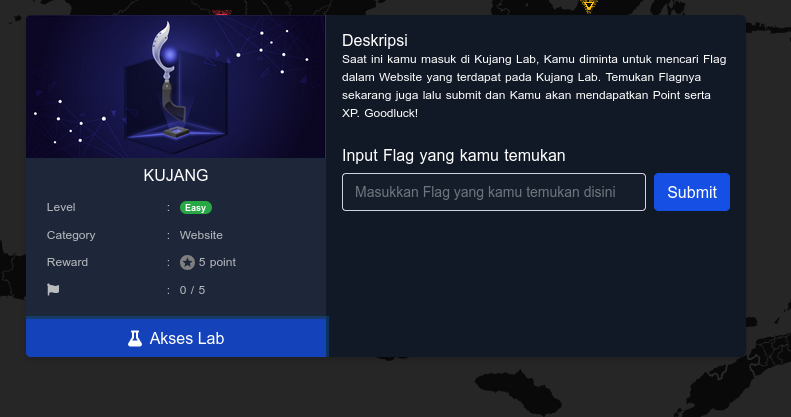 KUJANG
Level : Easy
Category : Website
Reward : 5 point
: 0 / 5
Akses Lab
Deskripsi
Saat ini kamu masuk di Kujang Lab, Kamu diminta untuk mencari Flag
dalam Website yang terdapat pada Kujang Lab. Temukan Flagnya
sekarang juga lalu submit dan Kamu akan mendapatkan Point serta
XP. Goodluck!
Input Flag yang kamu temukan
Masukkan Flag yang kamu temukan disini
Submit